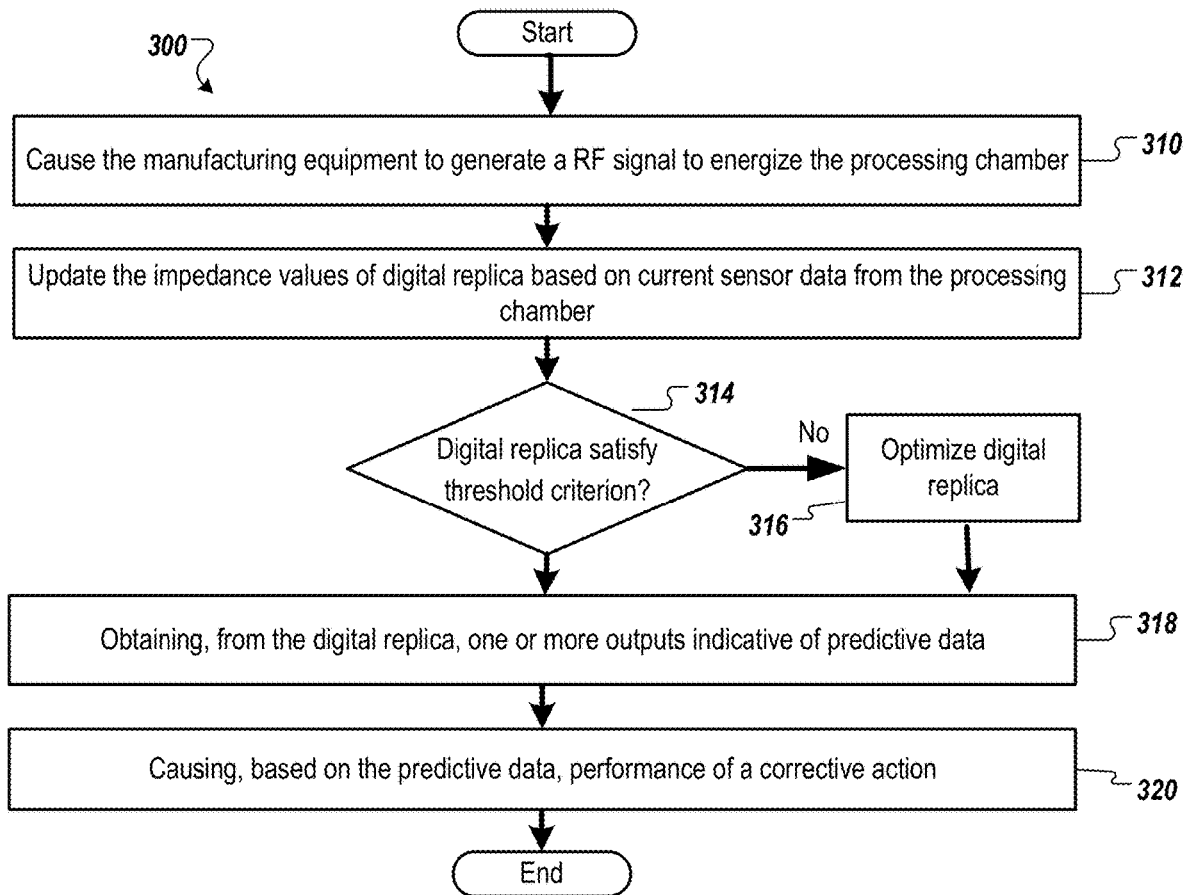 Start
300
Cause the manufacturing equipment to generate a RF signal to energize the processing chamber
310
Update the impedance values of digital replica based on current sensor data from the processing
chamber
312
314
Digital replica satisfy
threshold criterion?
No
Optimize digital
replica
316
Obtaining, from the digital replica, one or more outputs indicative of predictive data
318
Causing, based on the predictive data, performance of a corrective action
320
End